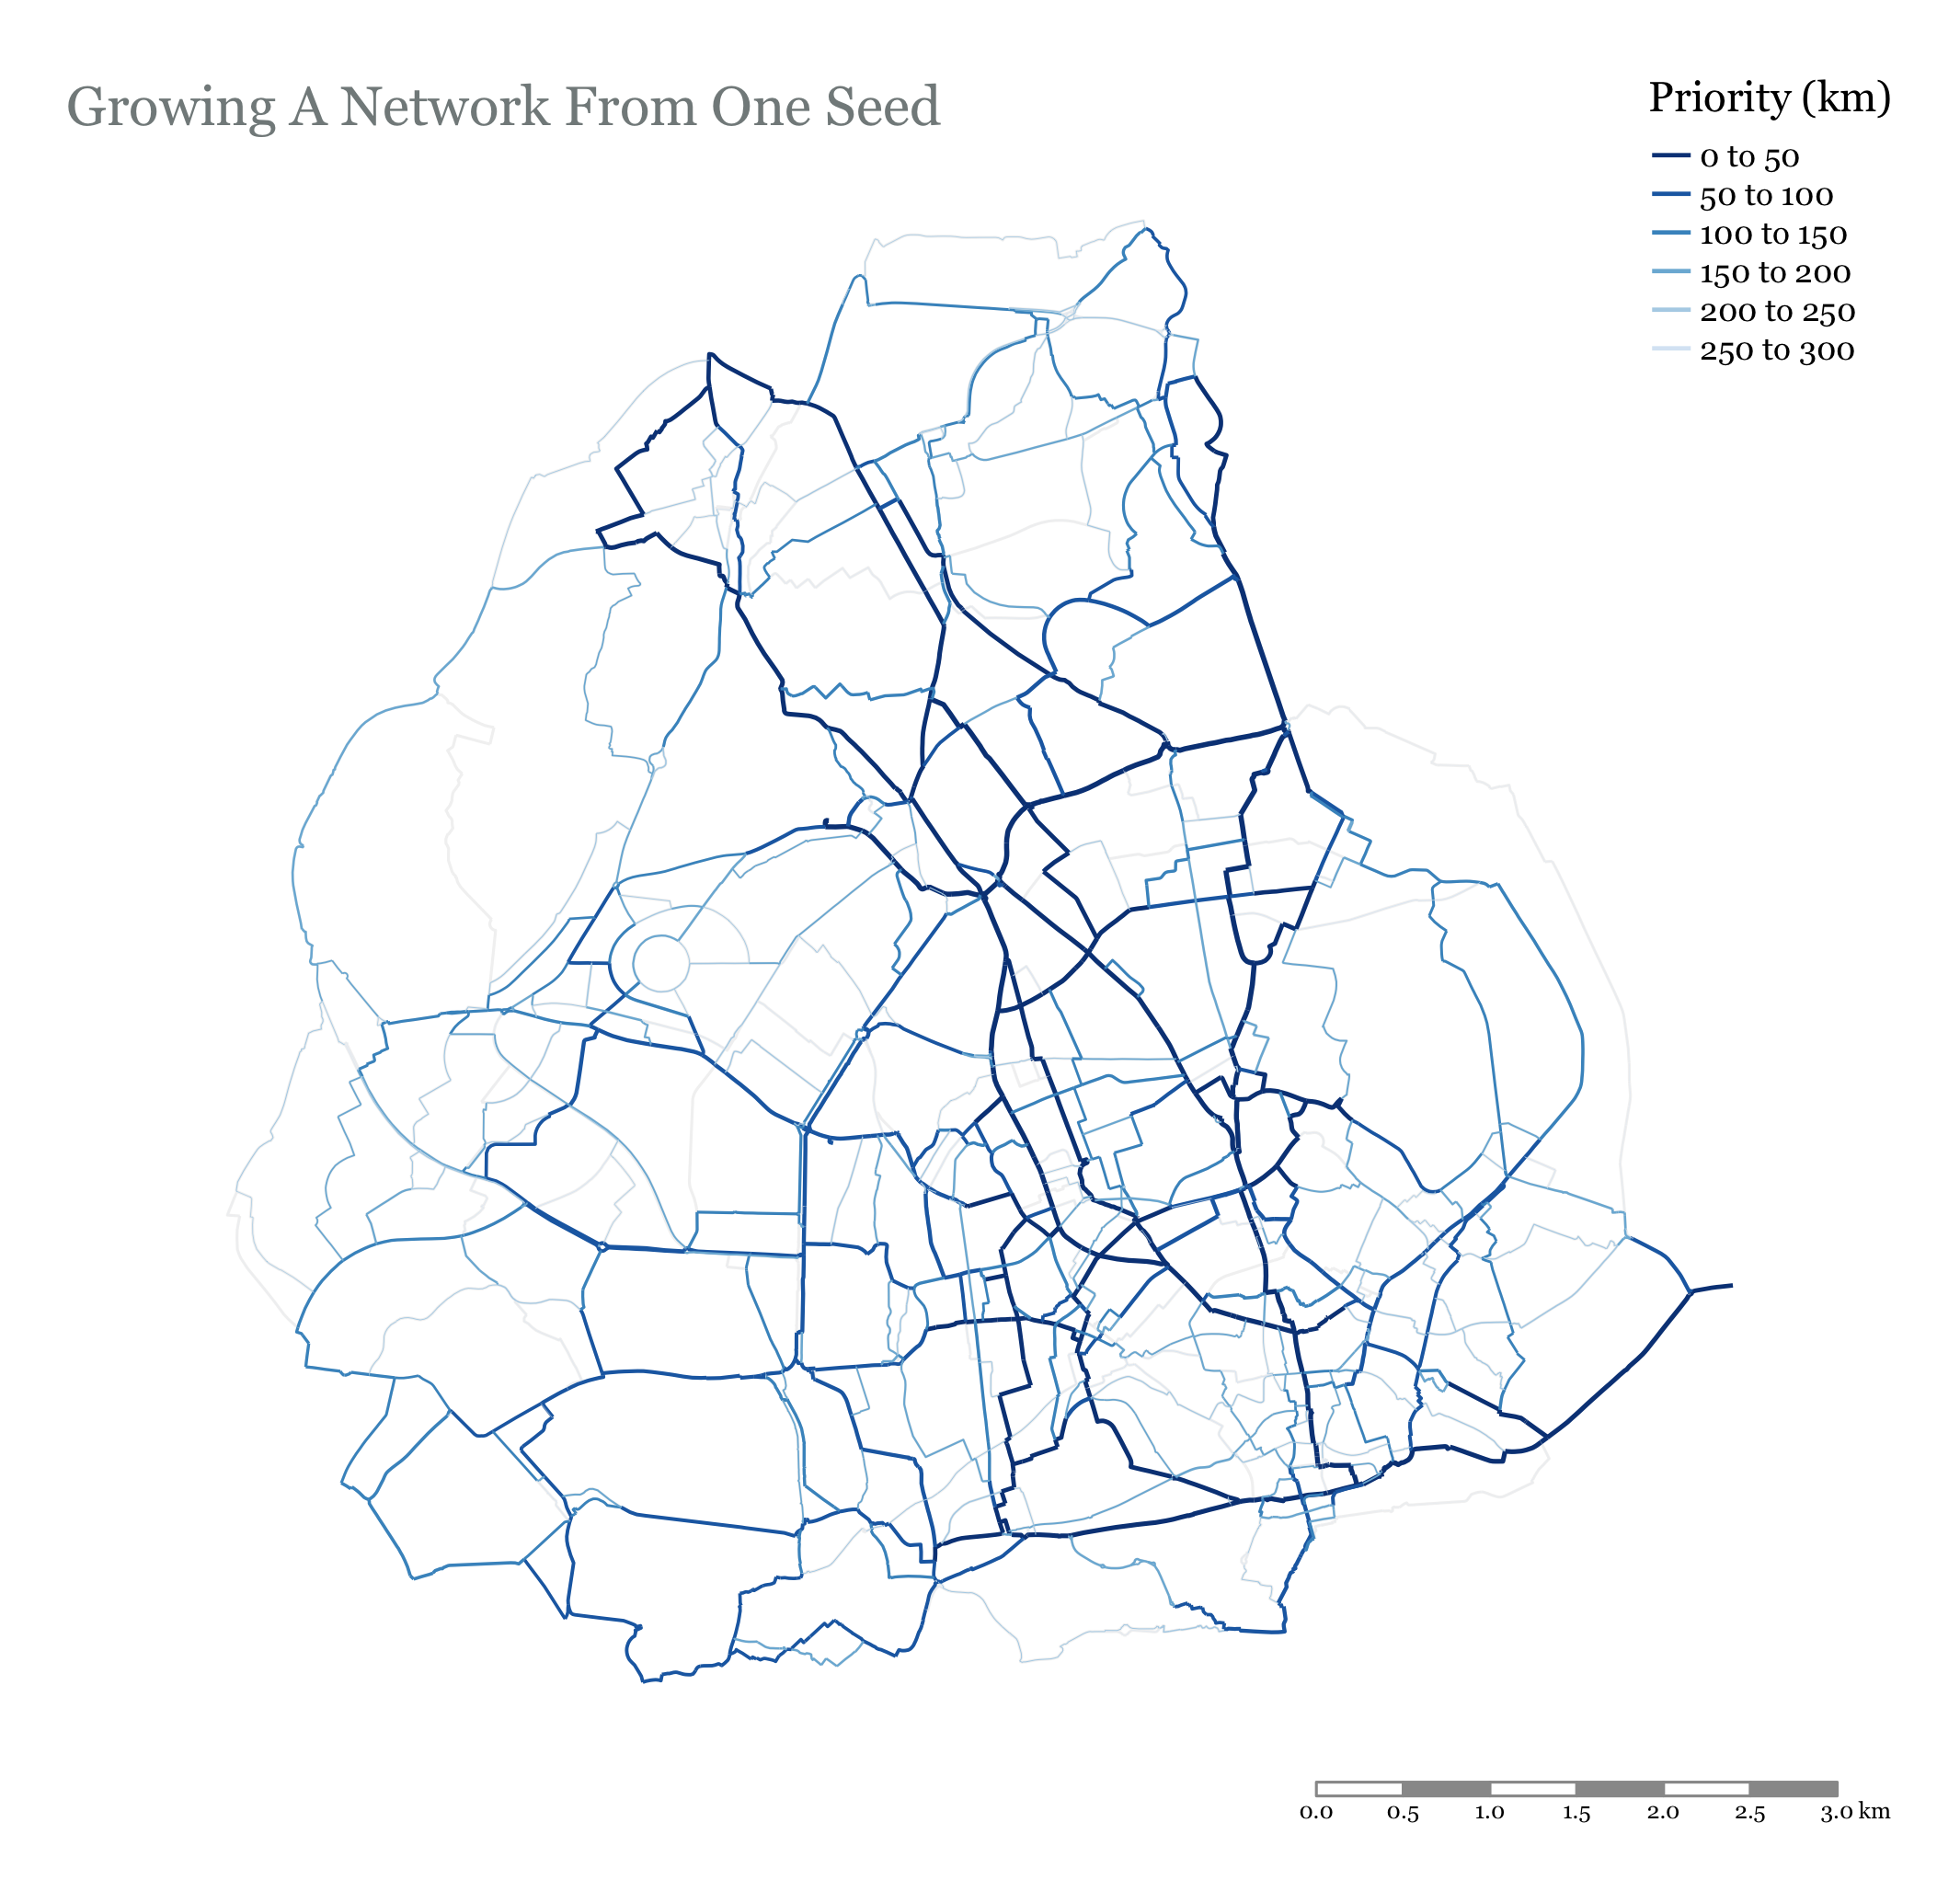 Growing A Network From One Seed
Priority (km)
0 to 50
50 to 100
100 to 150
150 to 200
200 to 250
250 to 300
0.0 0.5 1.0 1.5 2.0 2.5 3.0 km